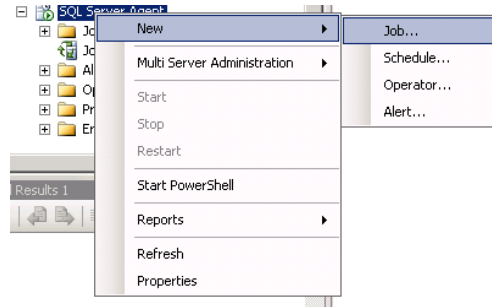 SQL Server Agent
New
Job...
Schedule...
Operator...
Alert...
Multi Server Administration
Start
Stop
Restart
Start PowerShell
Reports
Refresh
Properties
Results 1